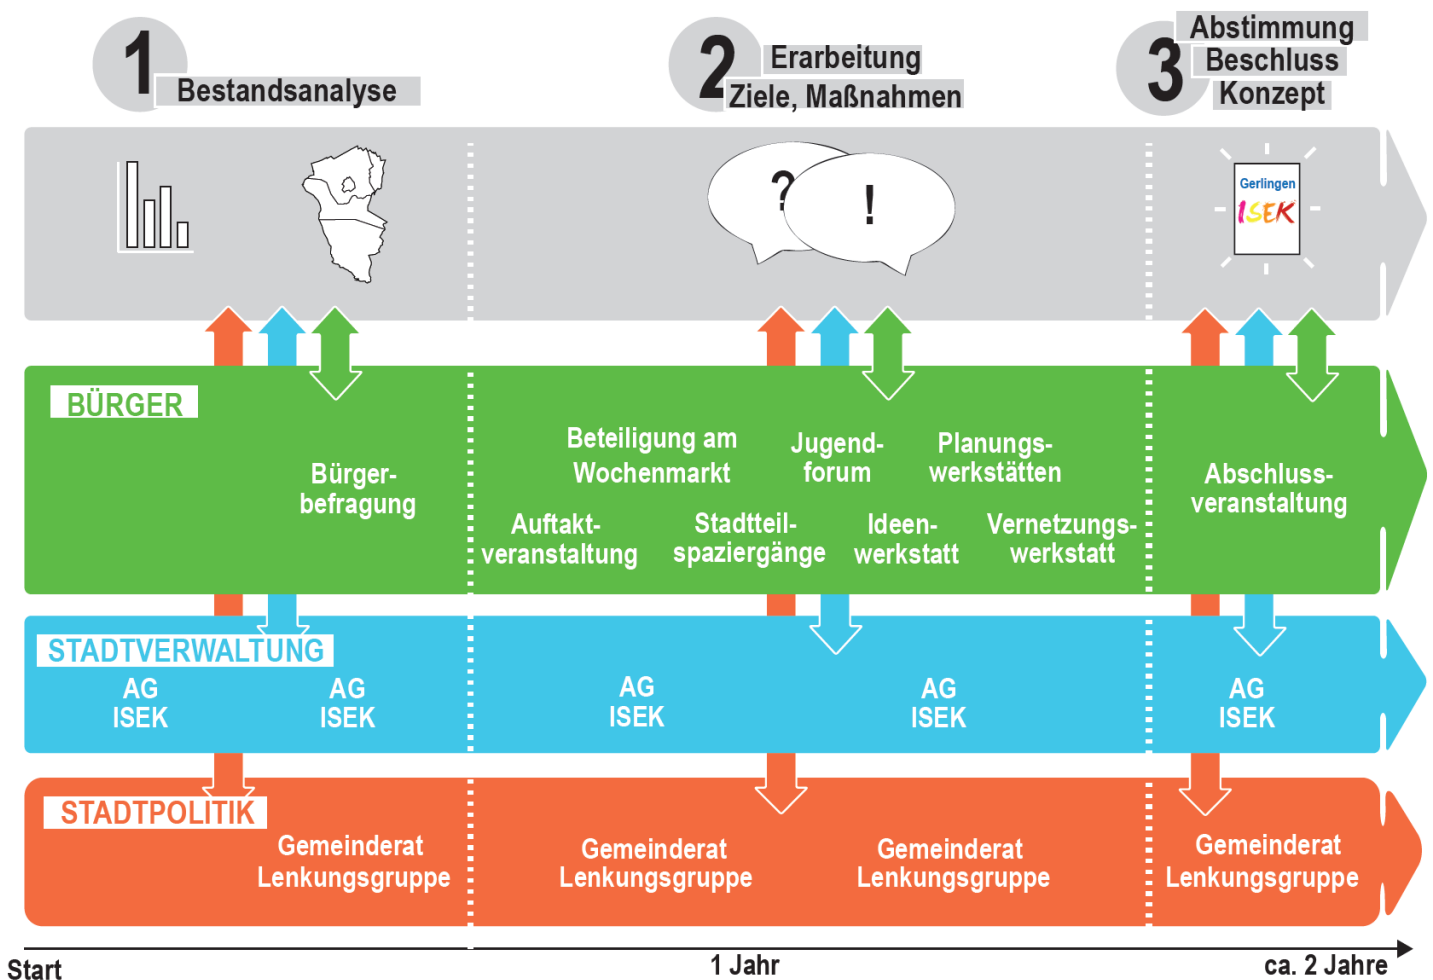 1
Bestandsanalyse
2
Erarbeitung
Ziele, Maßnahmen
3
Abstimmung
Beschluss
Konzept
?
!
Gerlingen
ISEK
BÜRGER
Bürger-
befragung
Beteiligung am
Wochenmarkt
Jugend-
forum
Planungs-
werkstätten
Auftakt-
veranstaltung
Stadtteil-
spaziergänge
Ideen-
werkstatt
Vernetzungs-
werkstatt
Abschluss-
veranstaltung
STADTVERWALTUNG
AG
ISEK
AG
ISEK
AG
ISEK
AG
ISEK
AG
ISEK
STADTPOLITIK
Gemeinderat
Lenkungsgruppe
Gemeinderat
Lenkungsgruppe
Gemeinderat
Lenkungsgruppe
Gemeinderat
Lenkungsgruppe
Start
1 Jahr
ca. 2 Jahre